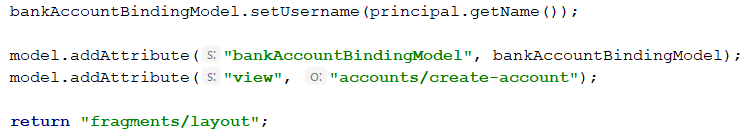 bankAccountBindingModel.setUsername(principal.getName());
model.addAttribute( s: "bankAccountBindingModel", bankAccountBindingModel);
model.addAttribute( s: "view", o: "accounts/create-account");
return "fragments/layout";